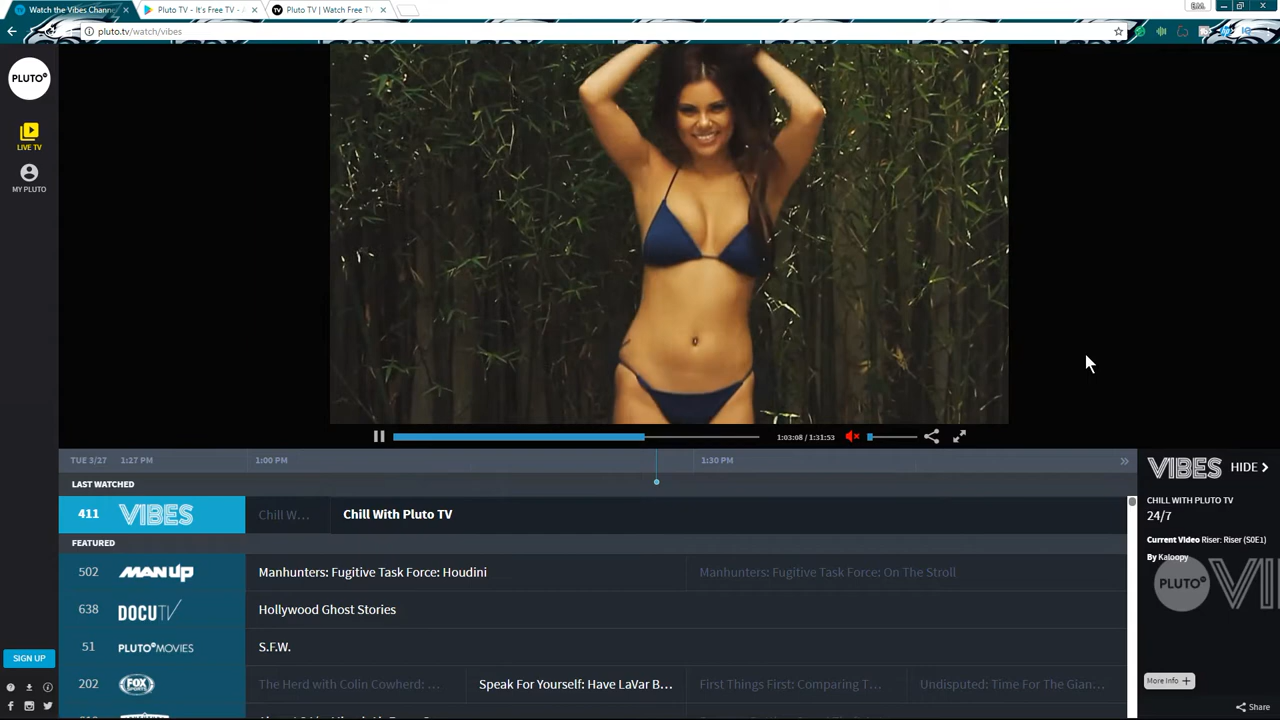 Watch the Vibes Chann
Pluto TV - It's Free TV - A
Pluto TV | Watch Free T
pluto.tv/watch/vibes
PLUTO
LIVE TV
MY PLUTO
1:03:08 / 1:31:53
TUE 3/27 1:27 PM 1:00 PM 1:30 PM
LAST WATCHED
411 VIBES Chill W... Chill With Pluto TV
FEATURED
502 MAN UP Manhunters: Fugitive Task Force: Houdini Manhunters: Fugitive Task Force: On The Stroll
638 DOCUTV Hollywood Ghost Stories
51 PLUTO MOVIES S.F.W.
202 FOX SPORTS The Herd with Colin Cowherd: ... Speak For Yourself: Have LaVar B... First Things First: Comparing T... Undisputed: Time For The Gian...
VIBES HIDE
CHILL WITH PLUTO TV
24/7
Current Video Riser: Riser (S0E1)
By Kaloopy
PLUTO VI
More Info +
Share
SIGN UP